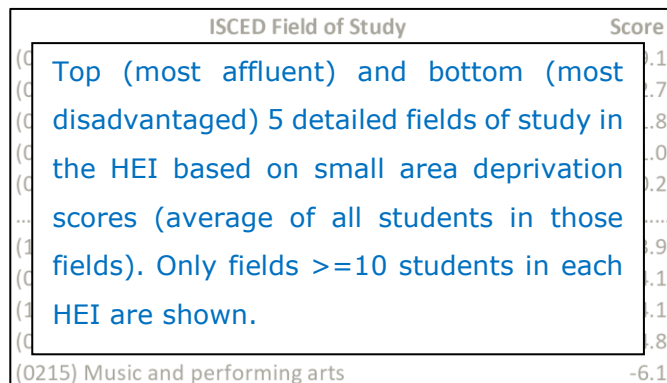 ISCED Field of Study Score
Top (most affluent) and bottom (most
disadvantaged) 5 detailed fields of study in
the HEI based on small area deprivation
scores (average of all students in those
fields). Only fields >=10 students in each
HEI are shown.
(0215) Music and performing arts -6.1